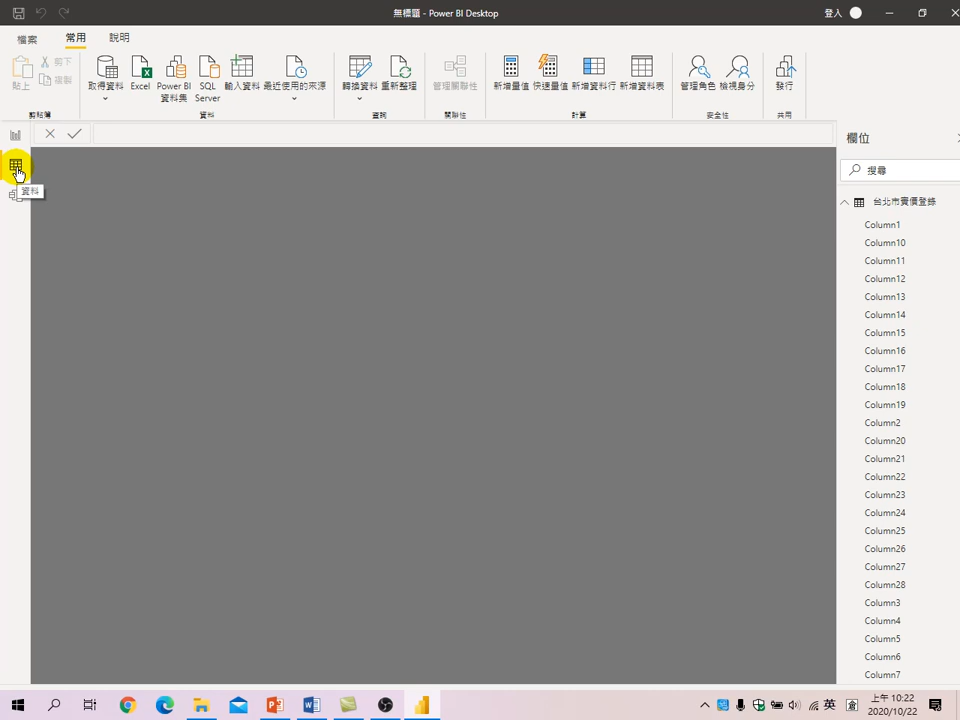 無標題 - Power BI Desktop
登入
檔案
常用
說明
貼上
剪下
複製
剪貼簿
取得資料
Excel
Power BI
資料集
SQL
Server
輸入資料
最近使用的來源
資料
轉換資料
重新整理
查詢
管理關聯性
關聯性
新增量值
快速量值
新增資料行
新增資料表
計算
管理角色
檢視身分
安全性
發行
共用
資料
欄位
搜尋
台北市實價登錄
Column1
Column10
Column11
Column12
Column13
Column14
Column15
Column16
Column17
Column18
Column19
Column2
Column20
Column21
Column22
Column23
Column24
Column25
Column26
Column27
Column28
Column3
Column4
Column5
Column6
Column7
英
倉
上午 10:22
2020/10/22